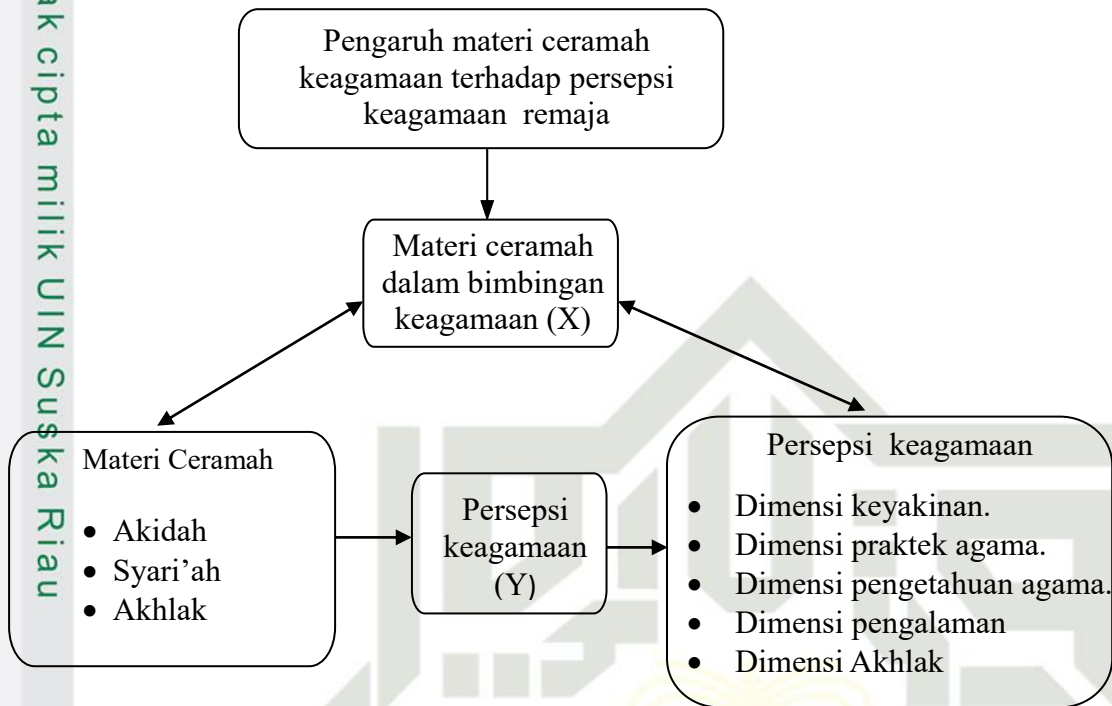 ak cipta milik UIN Suska Riau
Pengaruh materi ceramah
keagamaan terhadap persepsi
keagamaan remaja
Materi ceramah
dalam bimbingan
keagamaan (X)
Materi Ceramah
• Akidah
• Syari’ah
• Akhlak
Persepsi
keagamaan
(Y)
Persepsi keagamaan
• Dimensi keyakinan.
• Dimensi praktek agama.
• Dimensi pengetahuan agama.
• Dimensi pengalaman
• Dimensi Akhlak